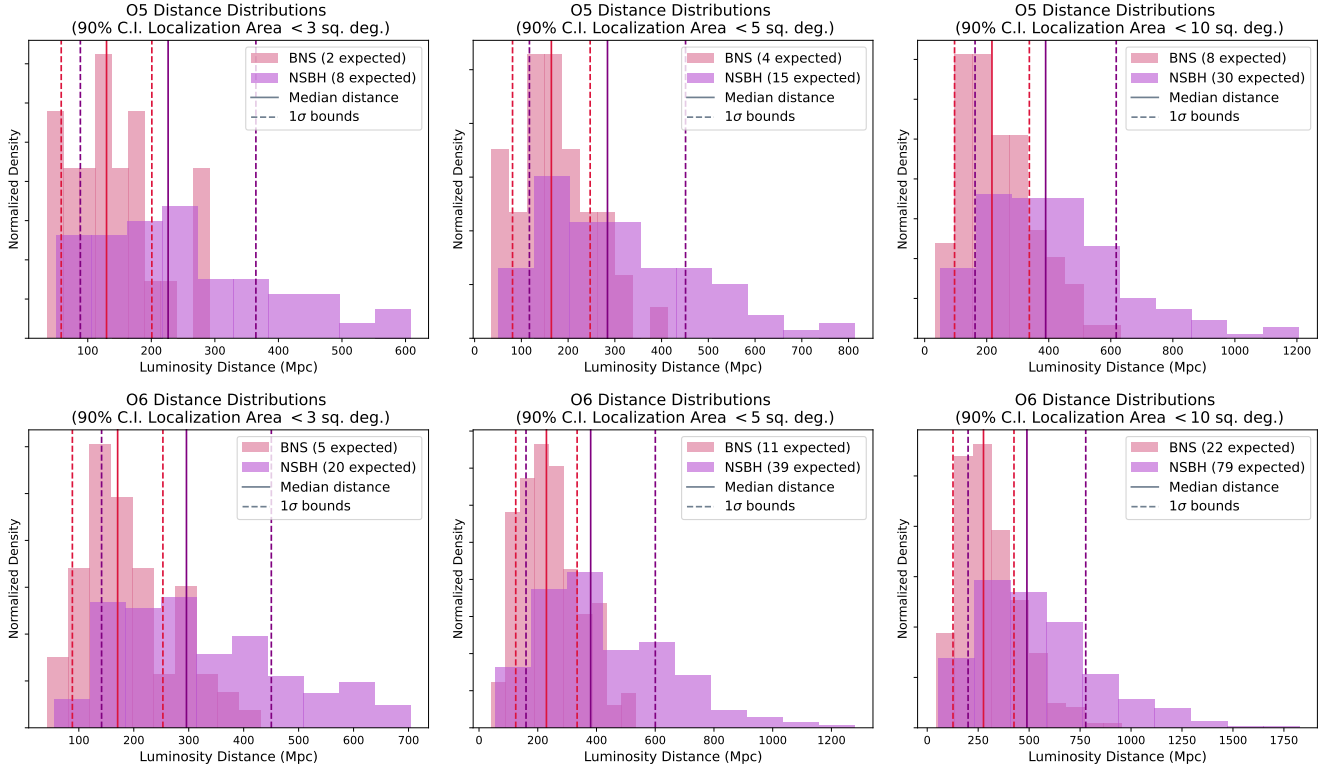 O5 Distance Distributions
(90% C.I. Localization Area < 3 sq. deg.)
BNS (2 expected)
NSBH (8 expected)
Median distance
1σ bounds
Normalized Density
100 200 300 400 500 600
Luminosity Distance (Mpc)
O5 Distance Distributions
(90% C.I. Localization Area < 5 sq. deg.)
BNS (4 expected)
NSBH (15 expected)
Median distance
1σ bounds
Normalized Density
0 100 200 300 400 500 600 700 800
Luminosity Distance (Mpc)
O5 Distance Distributions
(90% C.I. Localization Area < 10 sq. deg.)
BNS (8 expected)
NSBH (30 expected)
Median distance
1σ bounds
Normalized Density
0 200 400 600 800 1000 1200
Luminosity Distance (Mpc)
O6 Distance Distributions
(90% C.I. Localization Area < 3 sq. deg.)
BNS (5 expected)
NSBH (20 expected)
Median distance
1σ bounds
Normalized Density
100 200 300 400 500 600 700
Luminosity Distance (Mpc)
O6 Distance Distributions
(90% C.I. Localization Area < 5 sq. deg.)
BNS (11 expected)
NSBH (39 expected)
Median distance
1σ bounds
Normalized Density
0 200 400 600 800 1000 1200
Luminosity Distance (Mpc)
O6 Distance Distributions
(90% C.I. Localization Area < 10 sq. deg.)
BNS (22 expected)
NSBH (79 expected)
Median distance
1σ bounds
Normalized Density
0 250 500 750 1000 1250 1500 1750
Luminosity Distance (Mpc)